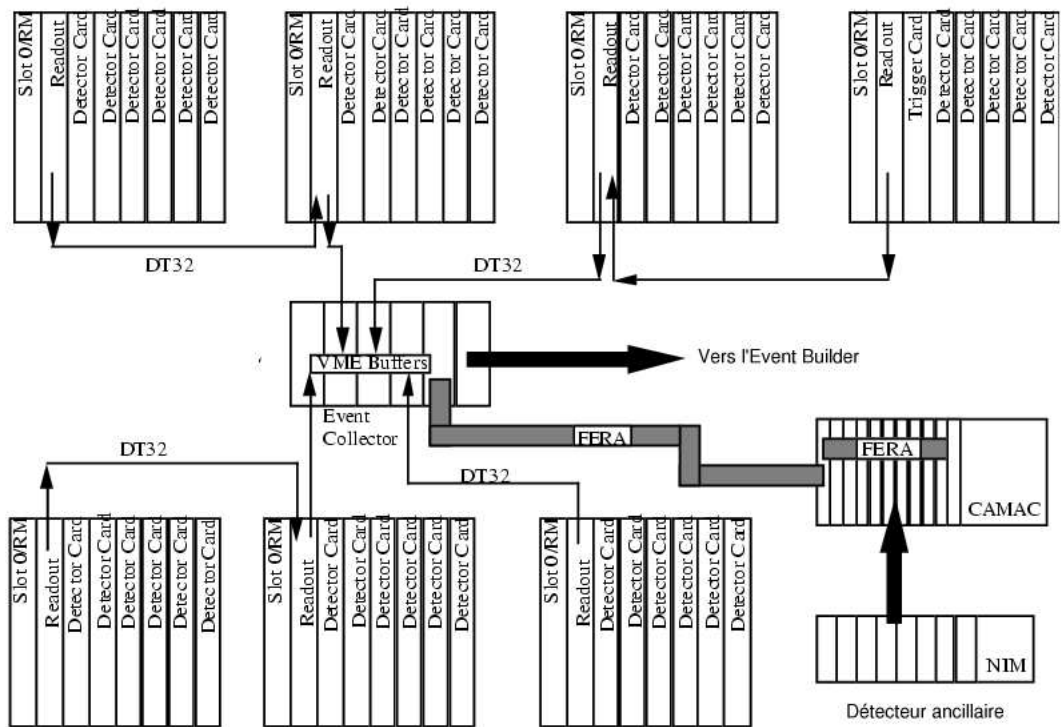 Slot 0/RM
Readout
Detector Card
Detector Card
Detector Card
Detector Card
Detector Card
Detector Card
Slot 0/RM
Readout
Detector Card
Detector Card
Detector Card
Detector Card
Detector Card
Detector Card
Slot 0/RM
Readout
Detector Card
Detector Card
Detector Card
Detector Card
Detector Card
Detector Card
Slot 0/RM
Readout
Trigger Card
Detector Card
Detector Card
Detector Card
Detector Card
Detector Card
DT32
DT32
VME Buffers
Vers l'Event Builder
Event
Collector
FERA
FERA
CAMAC
DT32
DT32
Slot 0/RM
Readout
Detector Card
Detector Card
Detector Card
Detector Card
Detector Card
Detector Card
Slot 0/RM
Readout
Detector Card
Detector Card
Detector Card
Detector Card
Detector Card
Detector Card
Slot 0/RM
Readout
Detector Card
Detector Card
Detector Card
Detector Card
Detector Card
Detector Card
NIM
Détecteur ancillaire